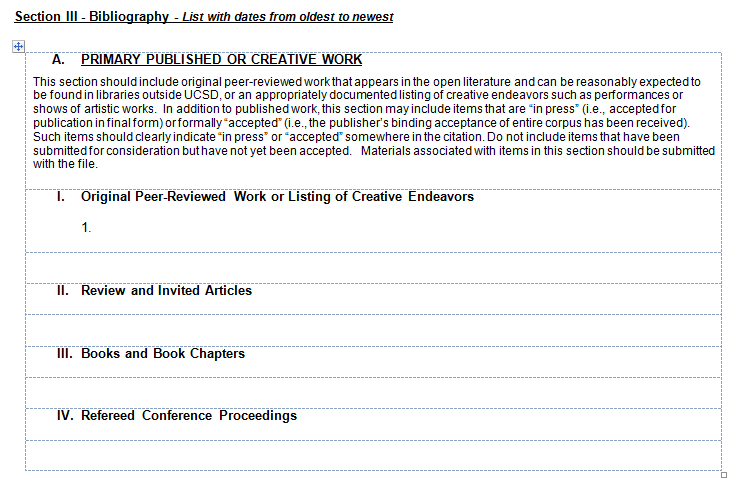 Section III - Bibliography - List with dates from oldest to newest
A. PRIMARY PUBLISHED OR CREATIVE WORK
This section should include original peer-reviewed work that appears in the open literature and can be reasonably expected to
be found in libraries outside UCSD, or an appropriately documented listing of creative endeavors such as performances or
shows of artistic works. In addition to published work, this section may include items that are “in press” (i.e., accepted for
publication in final form) or formally “accepted” (i.e., the publisher’s binding acceptance of entire corpus has been received).
Such items should clearly indicate “in press” or “accepted” somewhere in the citation. Do not include items that have been
submitted for consideration but have not yet been accepted. Materials associated with items in this section should be submitted
with the file.
I. Original Peer-Reviewed Work or Listing of Creative Endeavors
1.
II. Review and Invited Articles
III. Books and Book Chapters
IV. Refereed Conference Proceedings